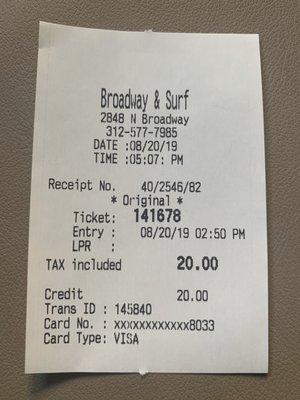 Broadway & Surf
2848 N Broadway
312-577-7985
DATE :08/20/19
TIME :05:07: PM
Receipt No. 40/2546/82
* Original *
Ticket: 141678
Entry : 08/20/19 02:50 PM
LPR :
TAX included 20.00
Credit 20.00
Trans ID : 145840
Card No. : xxxxxxxxxxxx8033
Card Type: VISA